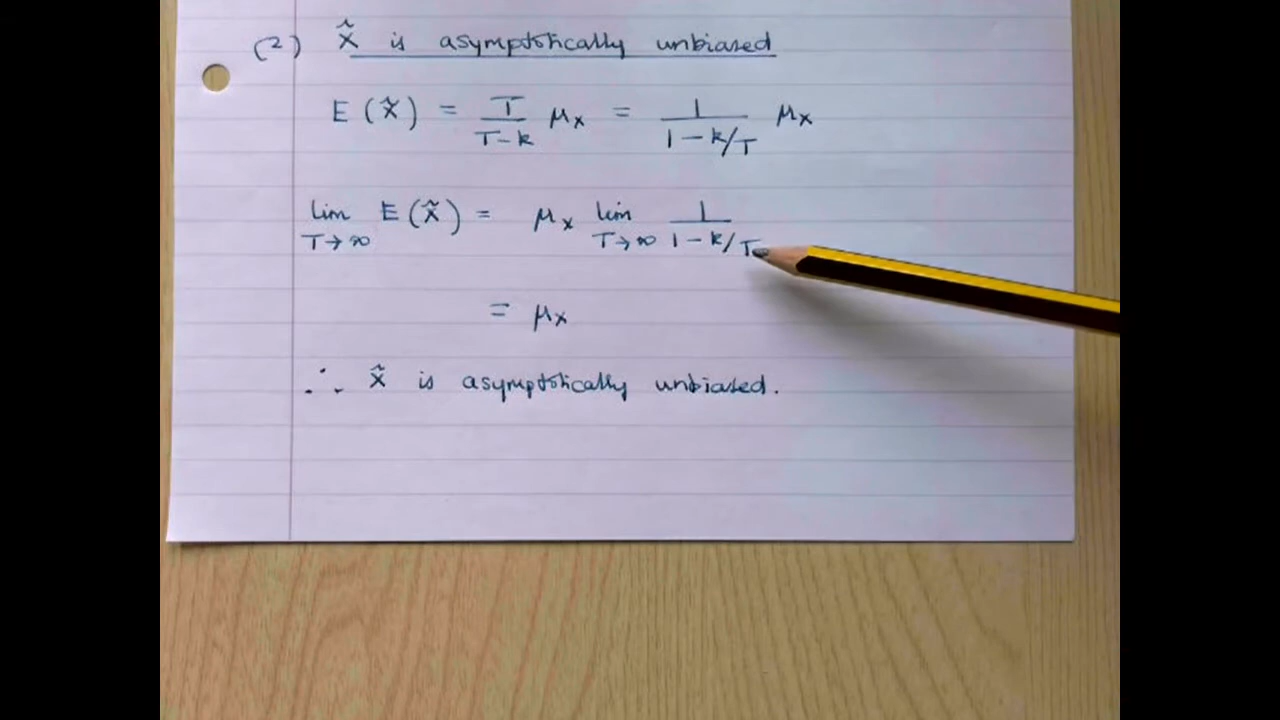 (2) x̃ is asymptotically unbiased
E (x̃) = T/(T-k) μx = 1/(1-k/T) μx
lim T→∞ E (x̃) = μx lim T→∞ 1/(1-k/T)
= μx
∴ x̃ is asymptotically unbiased.